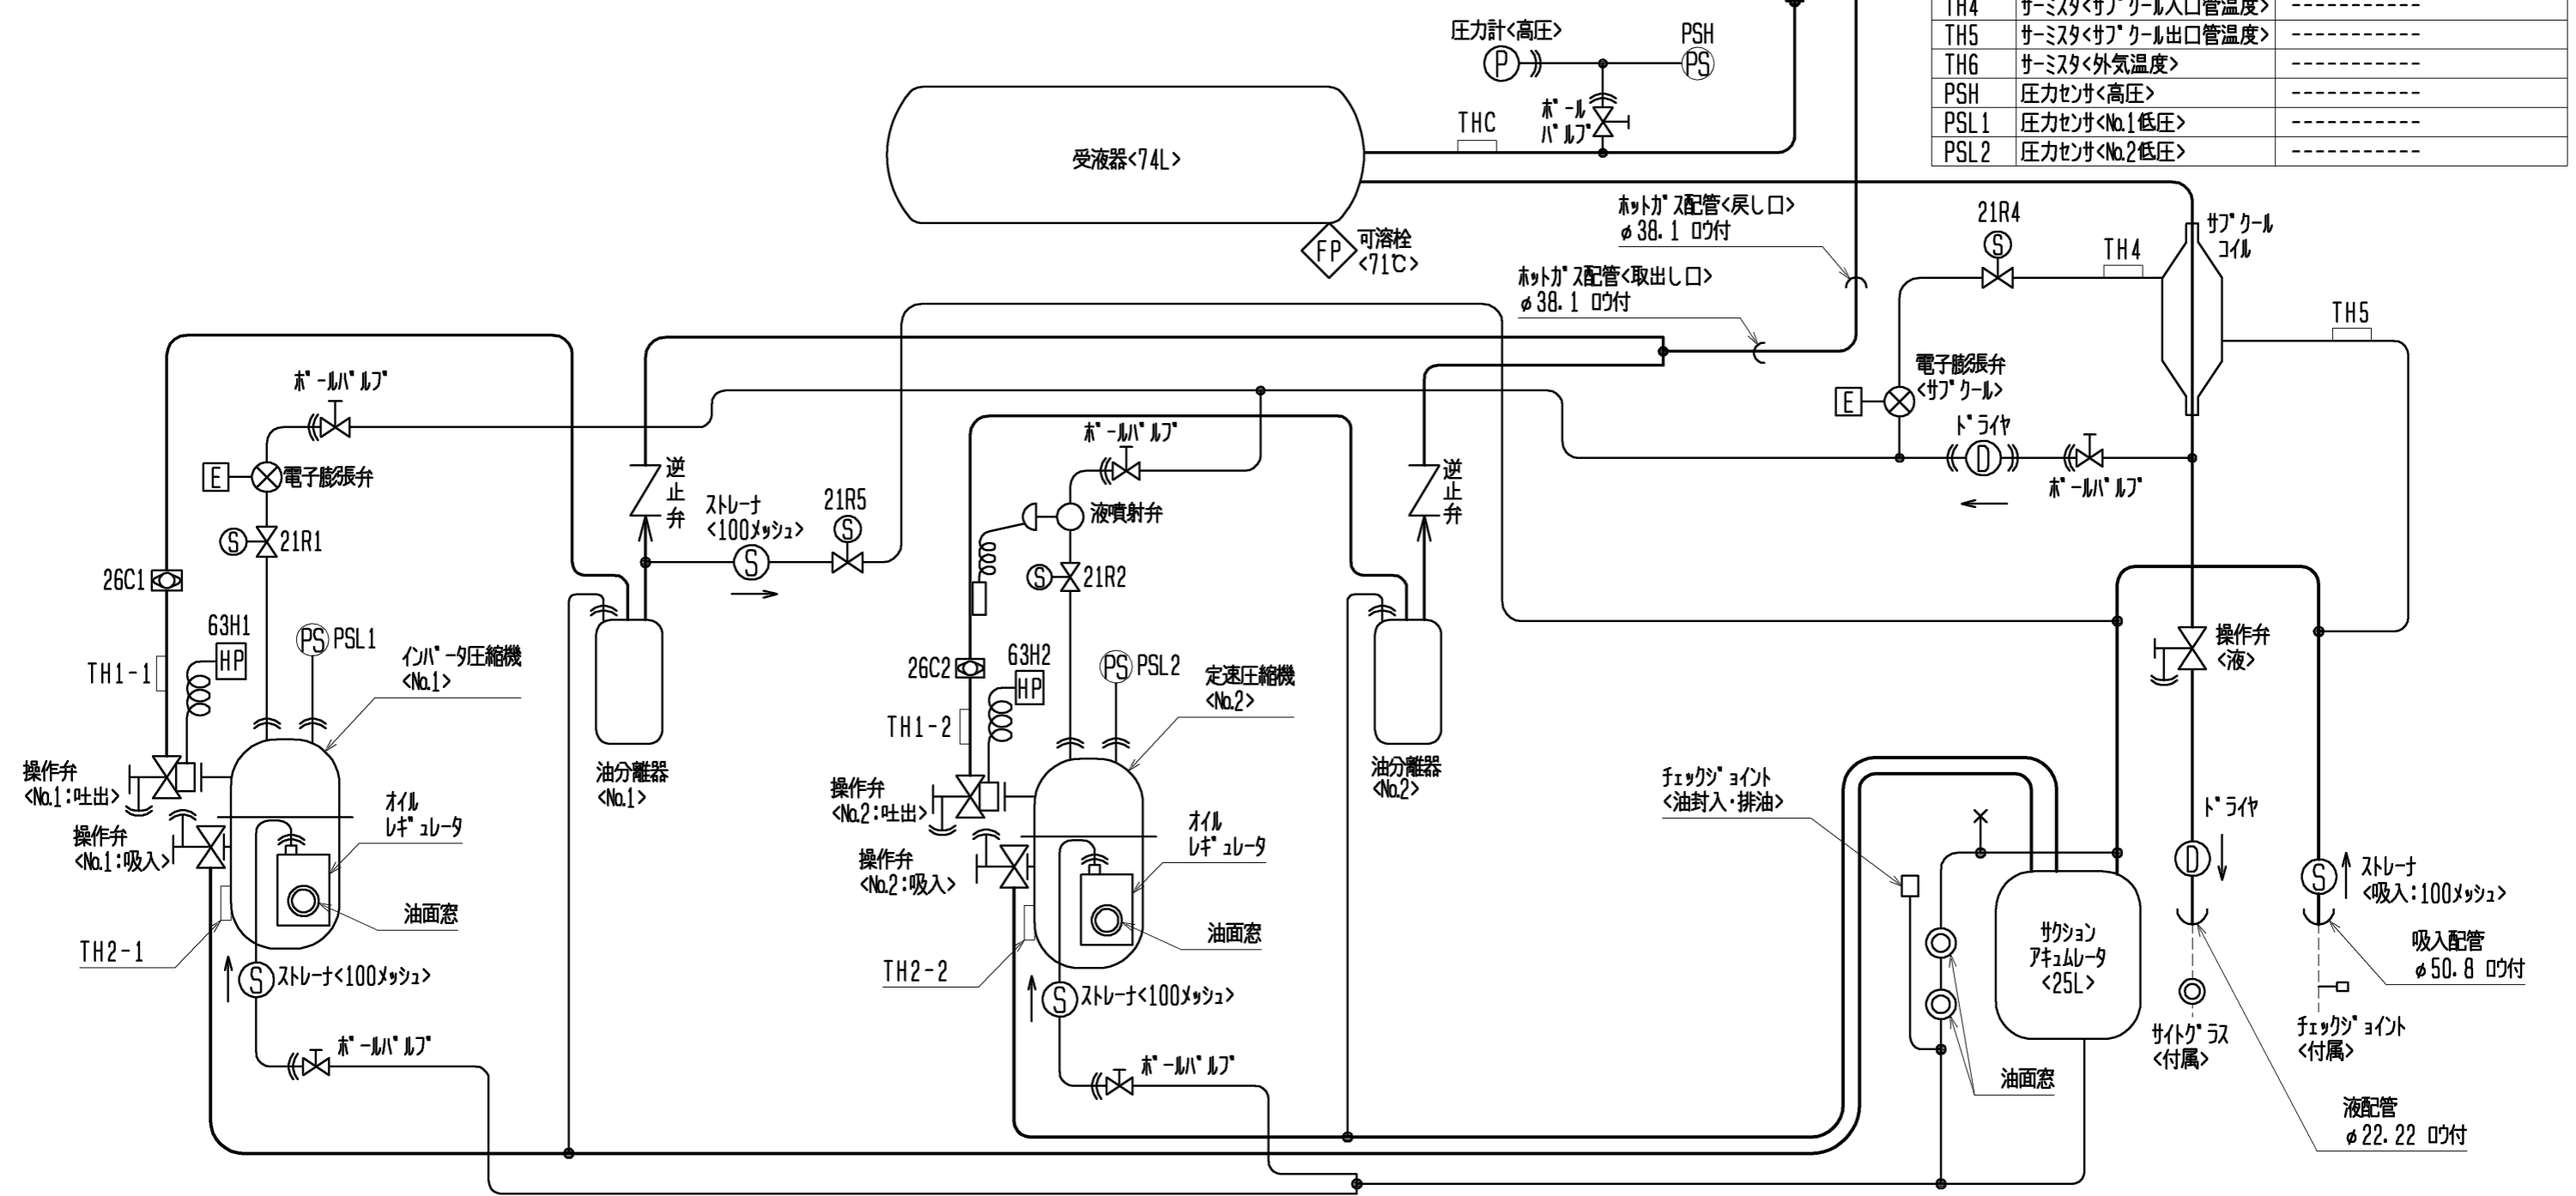 TH4 サーミスタ<サブクール入口管温度> -----------
TH5 サーミスタ<サブクール出口管温度> -----------
TH6 サーミスタ<外気温度> -----------
PSH 圧力センサ<高圧> -----------
PSL1 圧力センサ<No.1低圧> -----------
PSL2 圧力センサ<No.2低圧> -----------
圧力計<高圧>
PSH
P
PS
ボール
バルブ
THC
受液器<74L>
FP
可溶栓
<71℃>
ホットガス配管<戻し口>
φ38.1 ロウ付
ホットガス配管<取出し口>
φ38.1 ロウ付
21R4
S
TH4
サブクール
コイル
TH5
電子膨張弁
<サブクール>
E
ドライヤ
D
ボールバルブ
ボールバルブ
E
電子膨張弁
S
21R1
26C1
63H1
HP
TH1-1
PS
PSL1
インバータ圧縮機
<No.1>
逆止弁
ストレーナ
<100メッシュ>
S
21R5
S
油分離器
<No.1>
操作弁
<No.1:吐出>
操作弁
<No.1:吸入>
オイル
レギュレータ
油面窓
TH2-1
S
ストレーナ<100メッシュ>
ボールバルブ
ボールバルブ
液噴射弁
S
21R2
26C2
63H2
HP
TH1-2
PS
PSL2
定速圧縮機
<No.2>
逆止弁
油分離器
<No.2>
操作弁
<No.2:吐出>
操作弁
<No.2:吸入>
オイル
レギュレータ
油面窓
TH2-2
S
ストレーナ<100メッシュ>
ボールバルブ
チェックジョイント
<油封入・排油>
油面窓
サクション
アキュムレータ
<25L>
操作弁
<液>
ドライヤ
D
サイトグラス
<付属>
S
ストレーナ
<吸入:100メッシュ>
吸入配管
φ50.8 ロウ付
チェックジョイント
<付属>
液配管
φ22.22 ロウ付